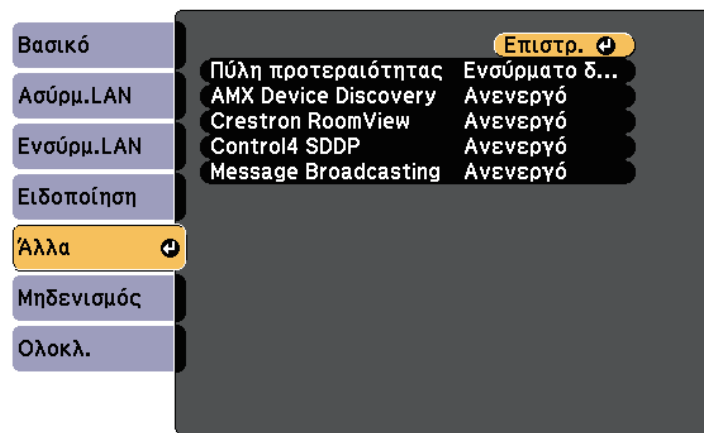 Βασικό
Ασύρμ.LAN
Ενσύρμ.LAN
Ειδοποίηση
Άλλα
Μηδενισμός
Ολοκλ.
Επιστρ.
Πύλη προτεραιότητας Ενσύρματο δ...
AMX Device Discovery Ανενεργό
Crestron RoomView Ανενεργό
Control4 SDDP Ανενεργό
Message Broadcasting Ανενεργό